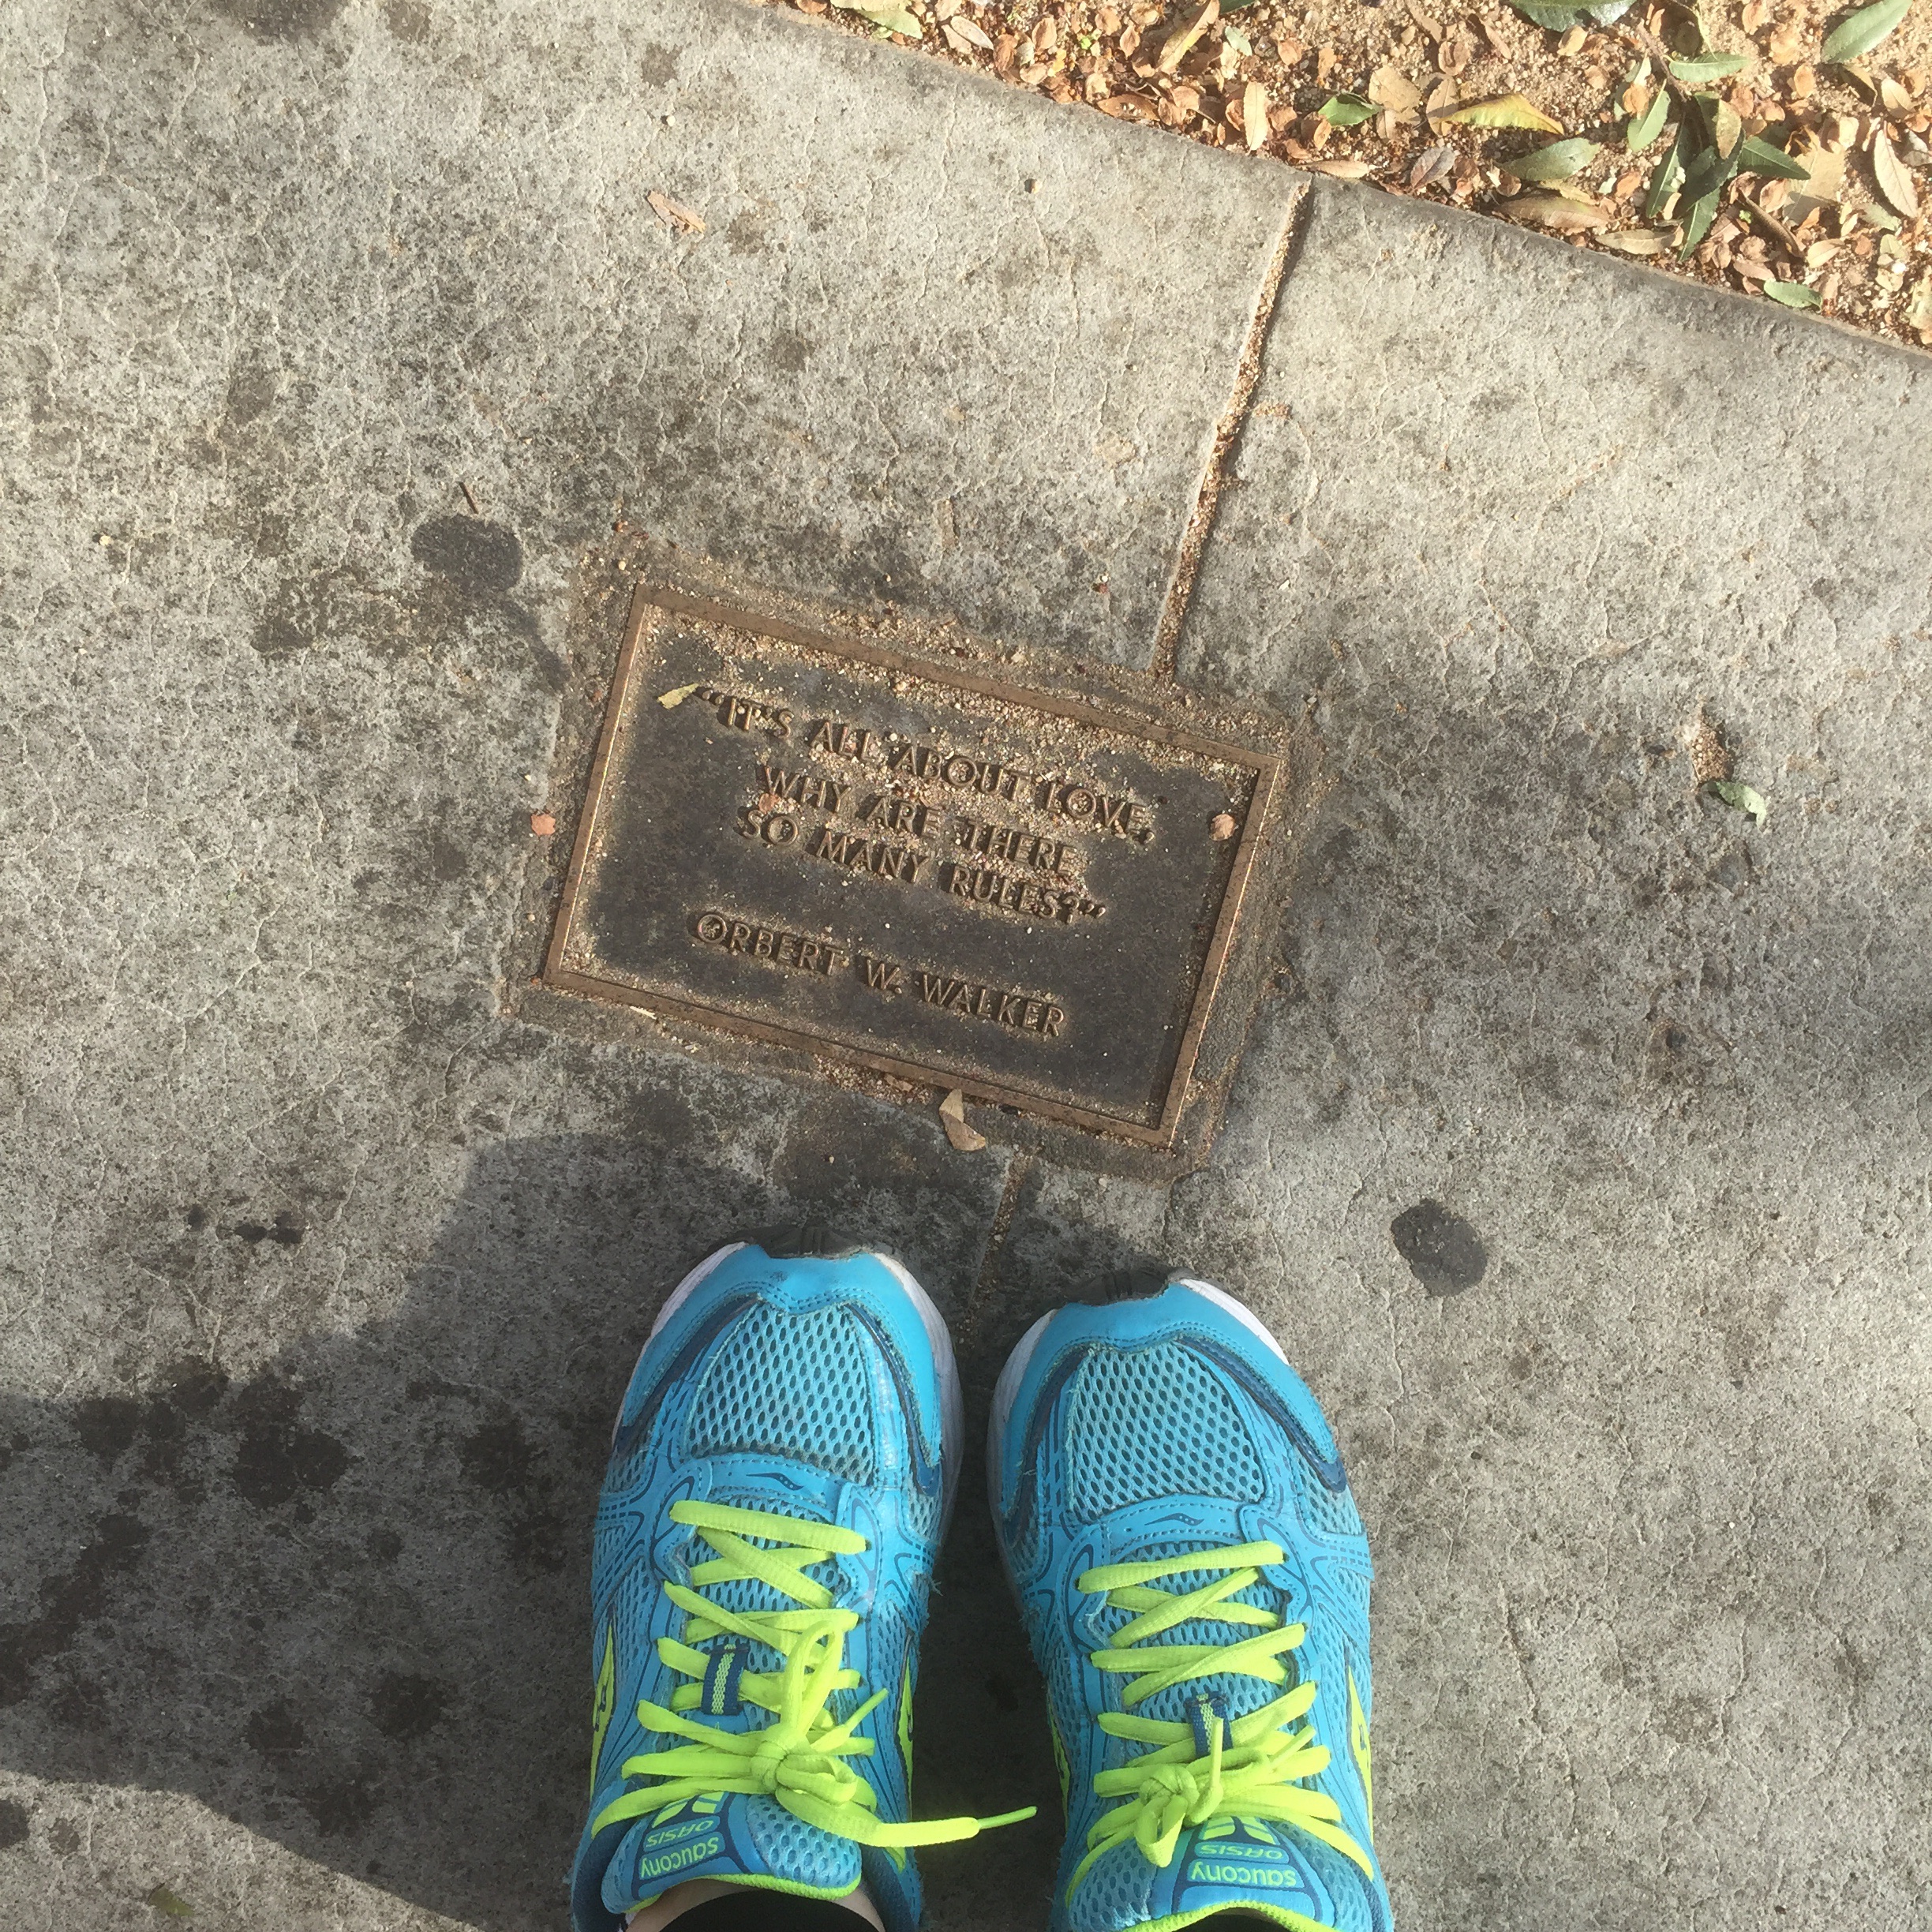 "IT'S ALL ABOUT LOVE,
WHY ARE THERE
SO MANY RULES?"
ORBERT W. WALKER
OASIS
saucony
OASIS
saucony